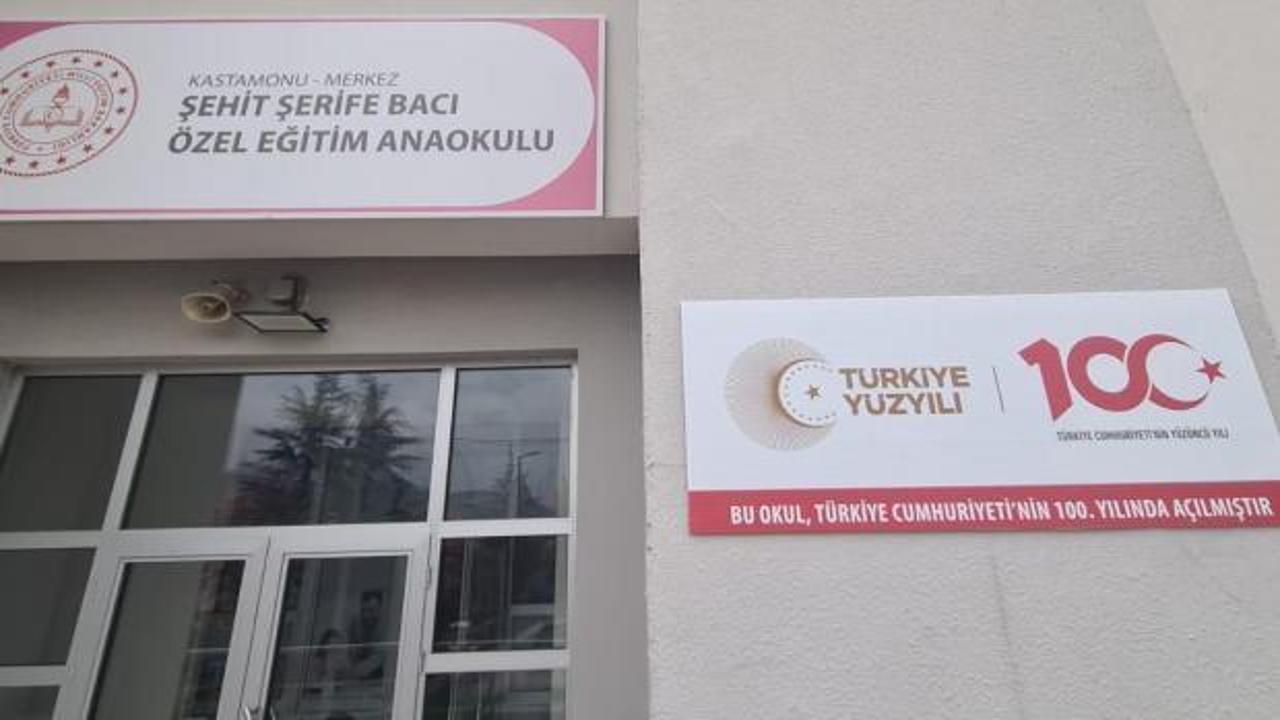 KASTAMONU - MERKEZ
ŞEHİT ŞERİFE BACI
ÖZEL EĞİTİM ANAOKULU
TÜRKİYE
YÜZYILI
100
TÜRKİYE CUMHURİYETİ'NİN YÜZÜNCÜ YILI
BU OKUL, TÜRKİYE CUMHURİYETİ'NİN 100. YILINDA AÇILMIŞTIR